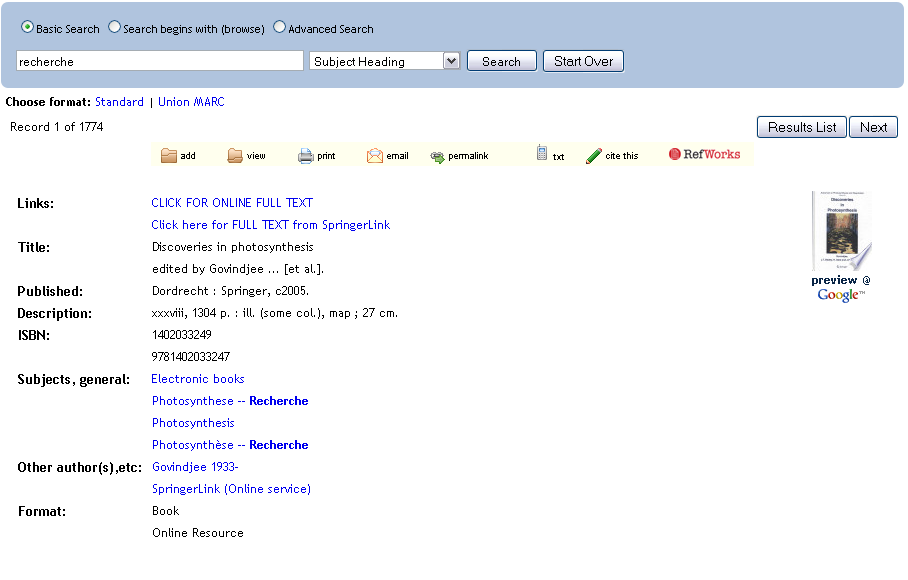 Basic Search Search begins with (browse) Advanced Search
recherche Subject Heading Search Start Over
Choose format: Standard | Union MARC
Record 1 of 1774 Results List Next
add view print email permalink txt cite this RefWorks
Links: CLICK FOR ONLINE FULL TEXT
Click here for FULL TEXT from SpringerLink
Title: Discoveries in photosynthesis
edited by Govindjee ... [et al.].
Published: Dordrecht : Springer, c2005.
Description: xxxviii, 1304 p. : ill. (some col.), map ; 27 cm.
ISBN: 1402033249
9781402033247
Subjects, general: Electronic books
Photosynthese -- Recherche
Photosynthesis
Photosynthèse -- Recherche
Other author(s),etc: Govindjee 1933-
SpringerLink (Online service)
Format: Book
Online Resource
Discoveries
in
Photosynthesis
preview @
Google™